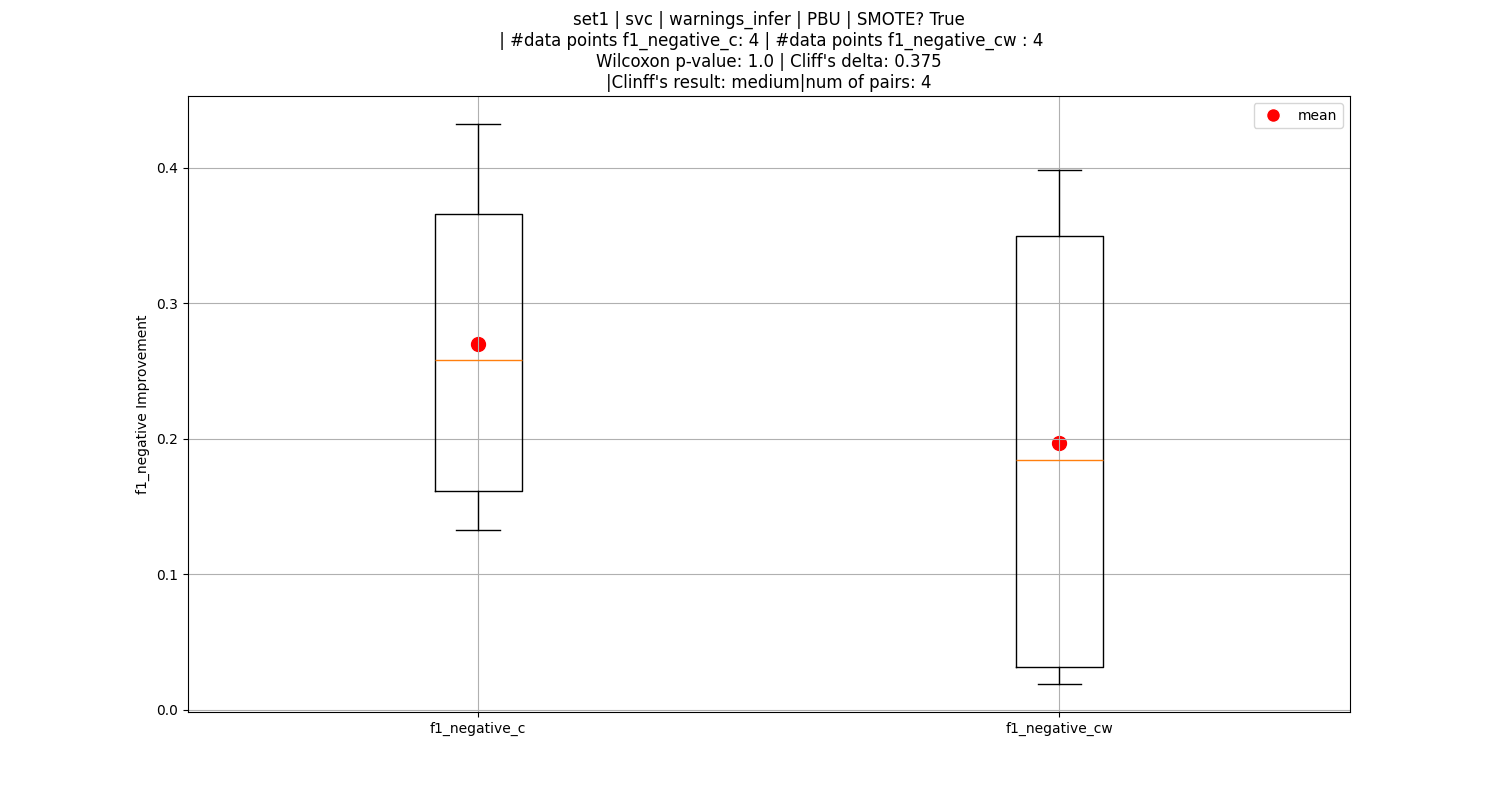 set1 | svc | warnings_infer | PBU | SMOTE? True
| #data points f1_negative_c: 4 | #data points f1_negative_cw : 4
Wilcoxon p-value: 1.0 | Cliff's delta: 0.375
|Clinff's result: medium|num of pairs: 4
mean
0.4
0.3
0.2
0.1
0.0
f1_negative Improvement
f1_negative_c
f1_negative_cw